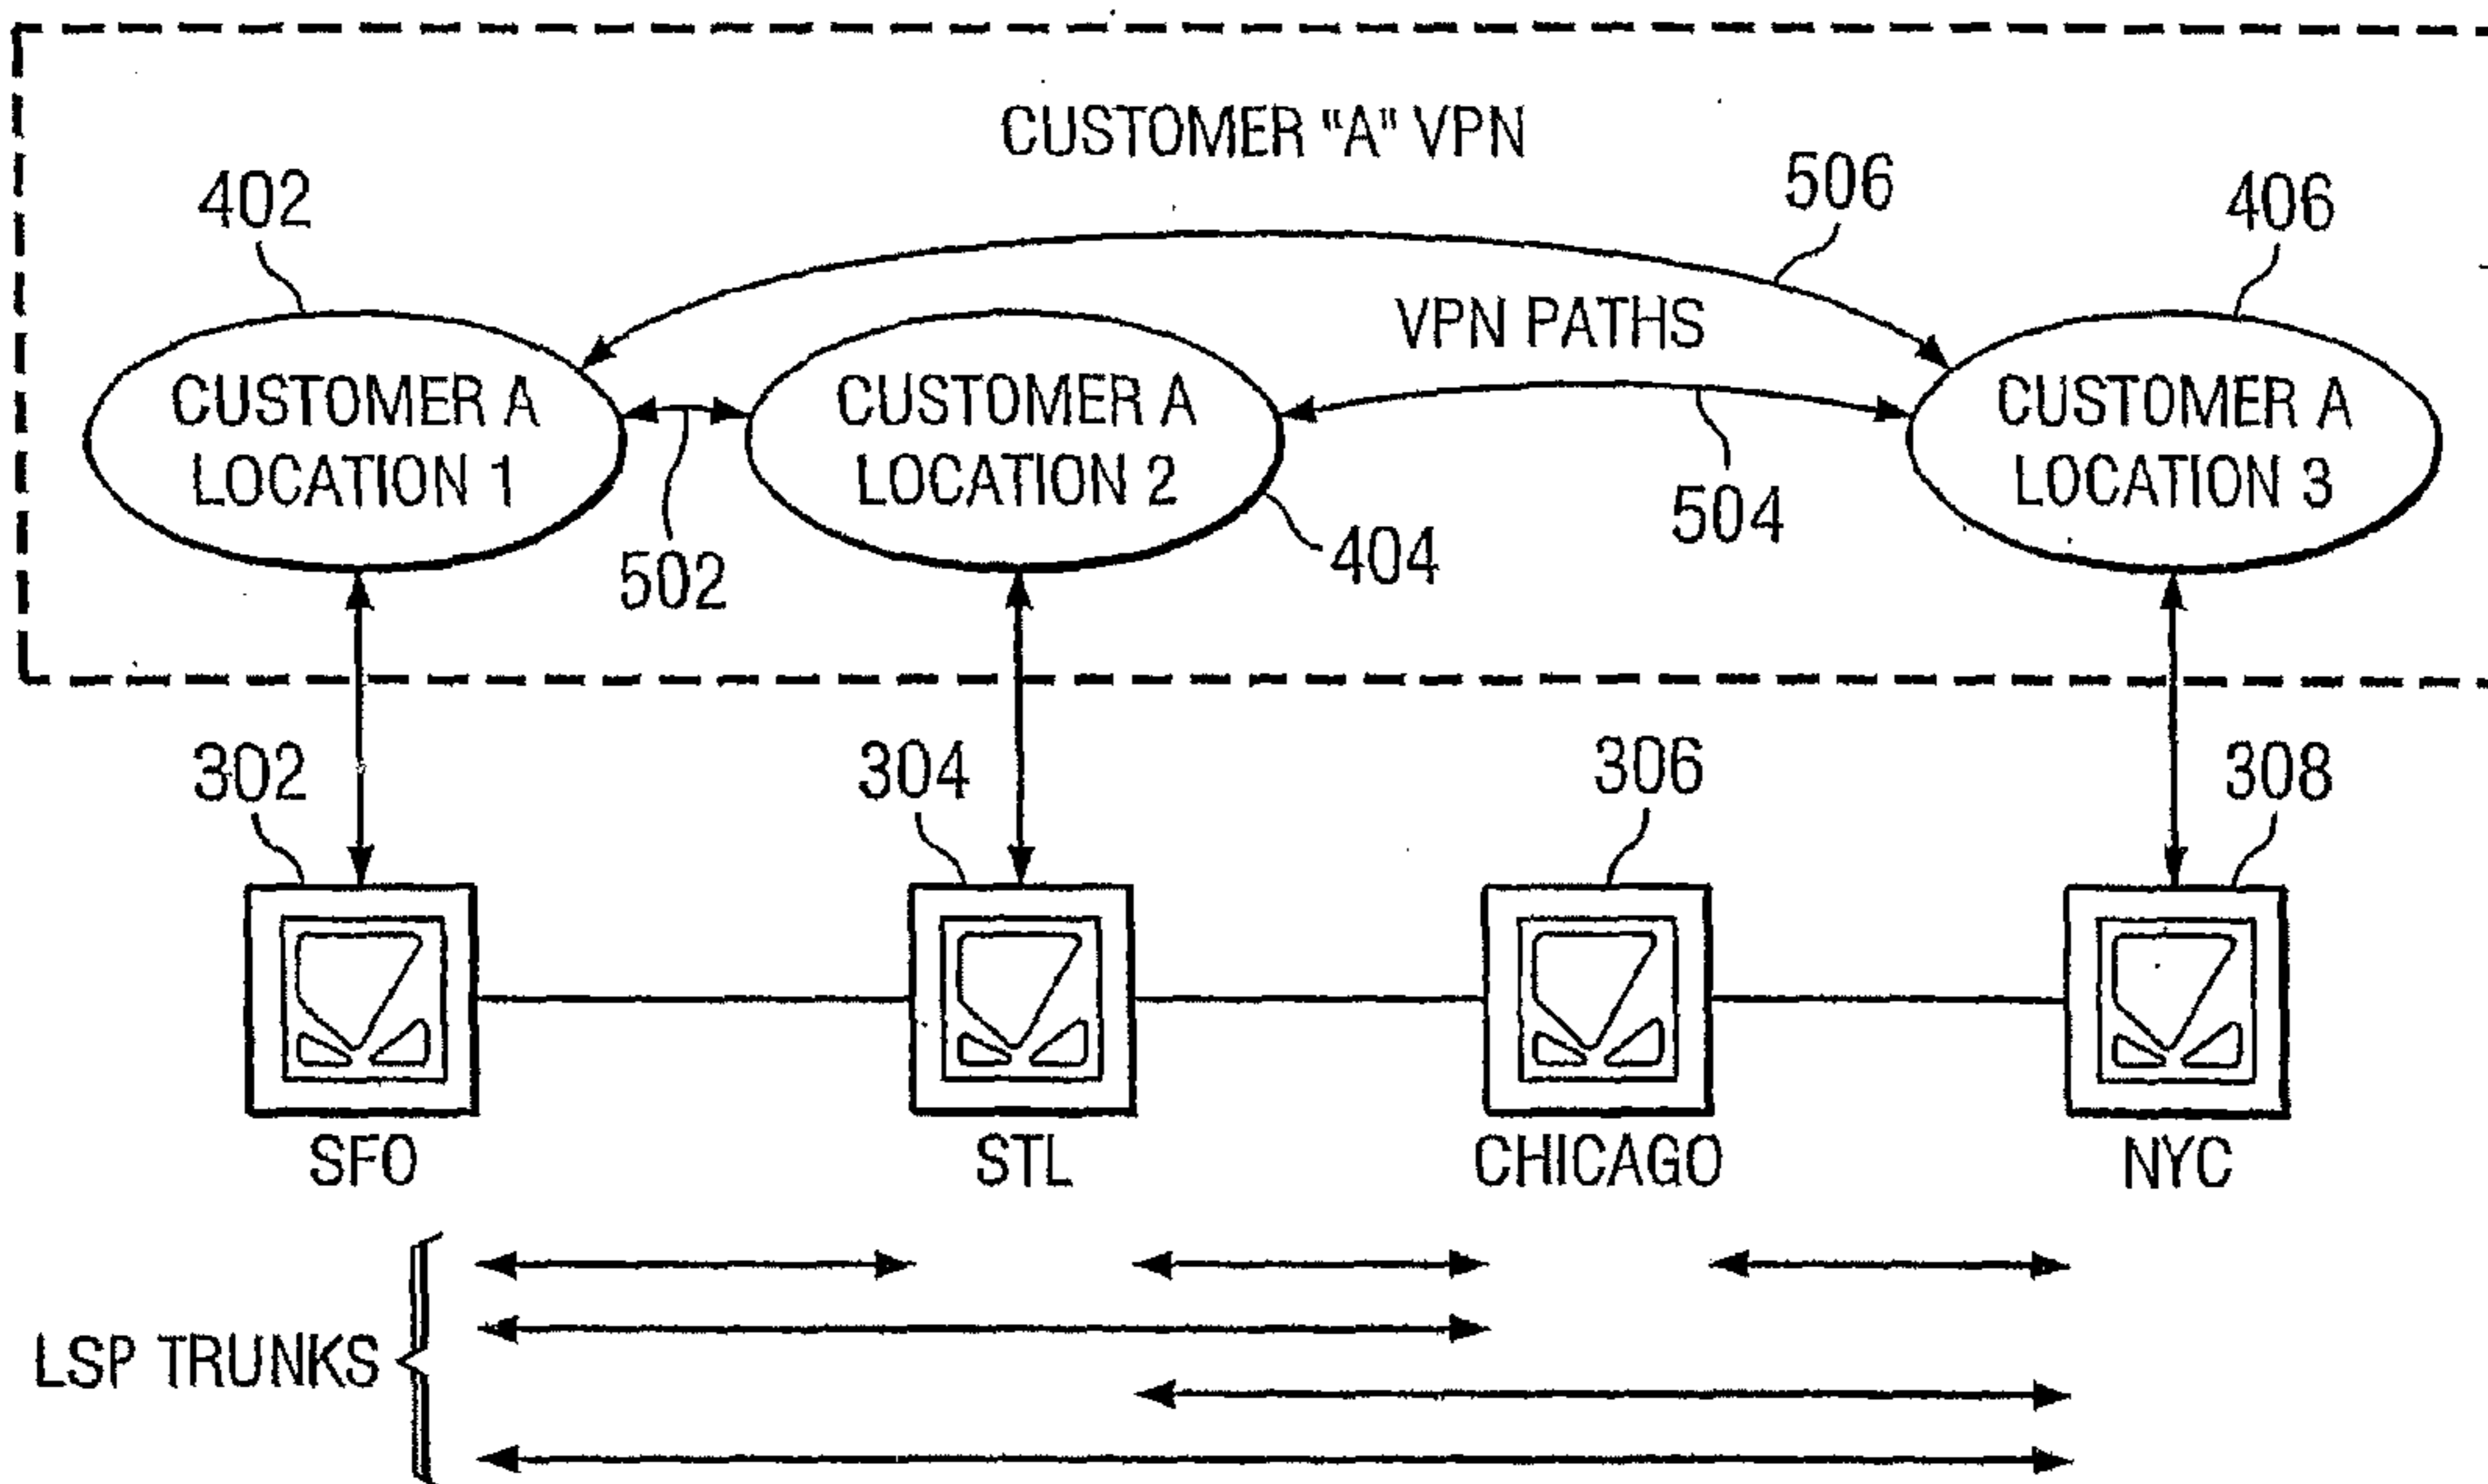 CUSTOMER "A" VPN
402
506
406
VPN PATHS
CUSTOMER A
LOCATION 1
CUSTOMER A
LOCATION 2
CUSTOMER A
LOCATION 3
502
404
504
302
304
306
308
SFO
STL
CHICAGO
NYC
LSP TRUNKS